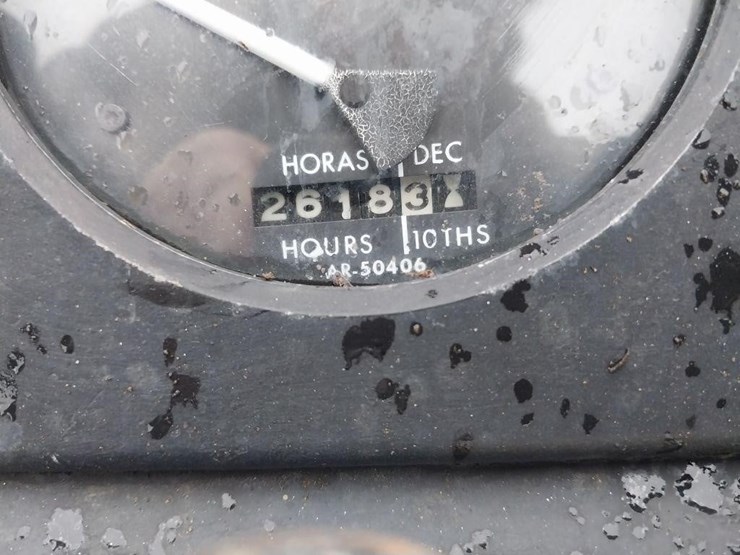 HORAS DEC
26183
HOURS 10THS
AR-50406